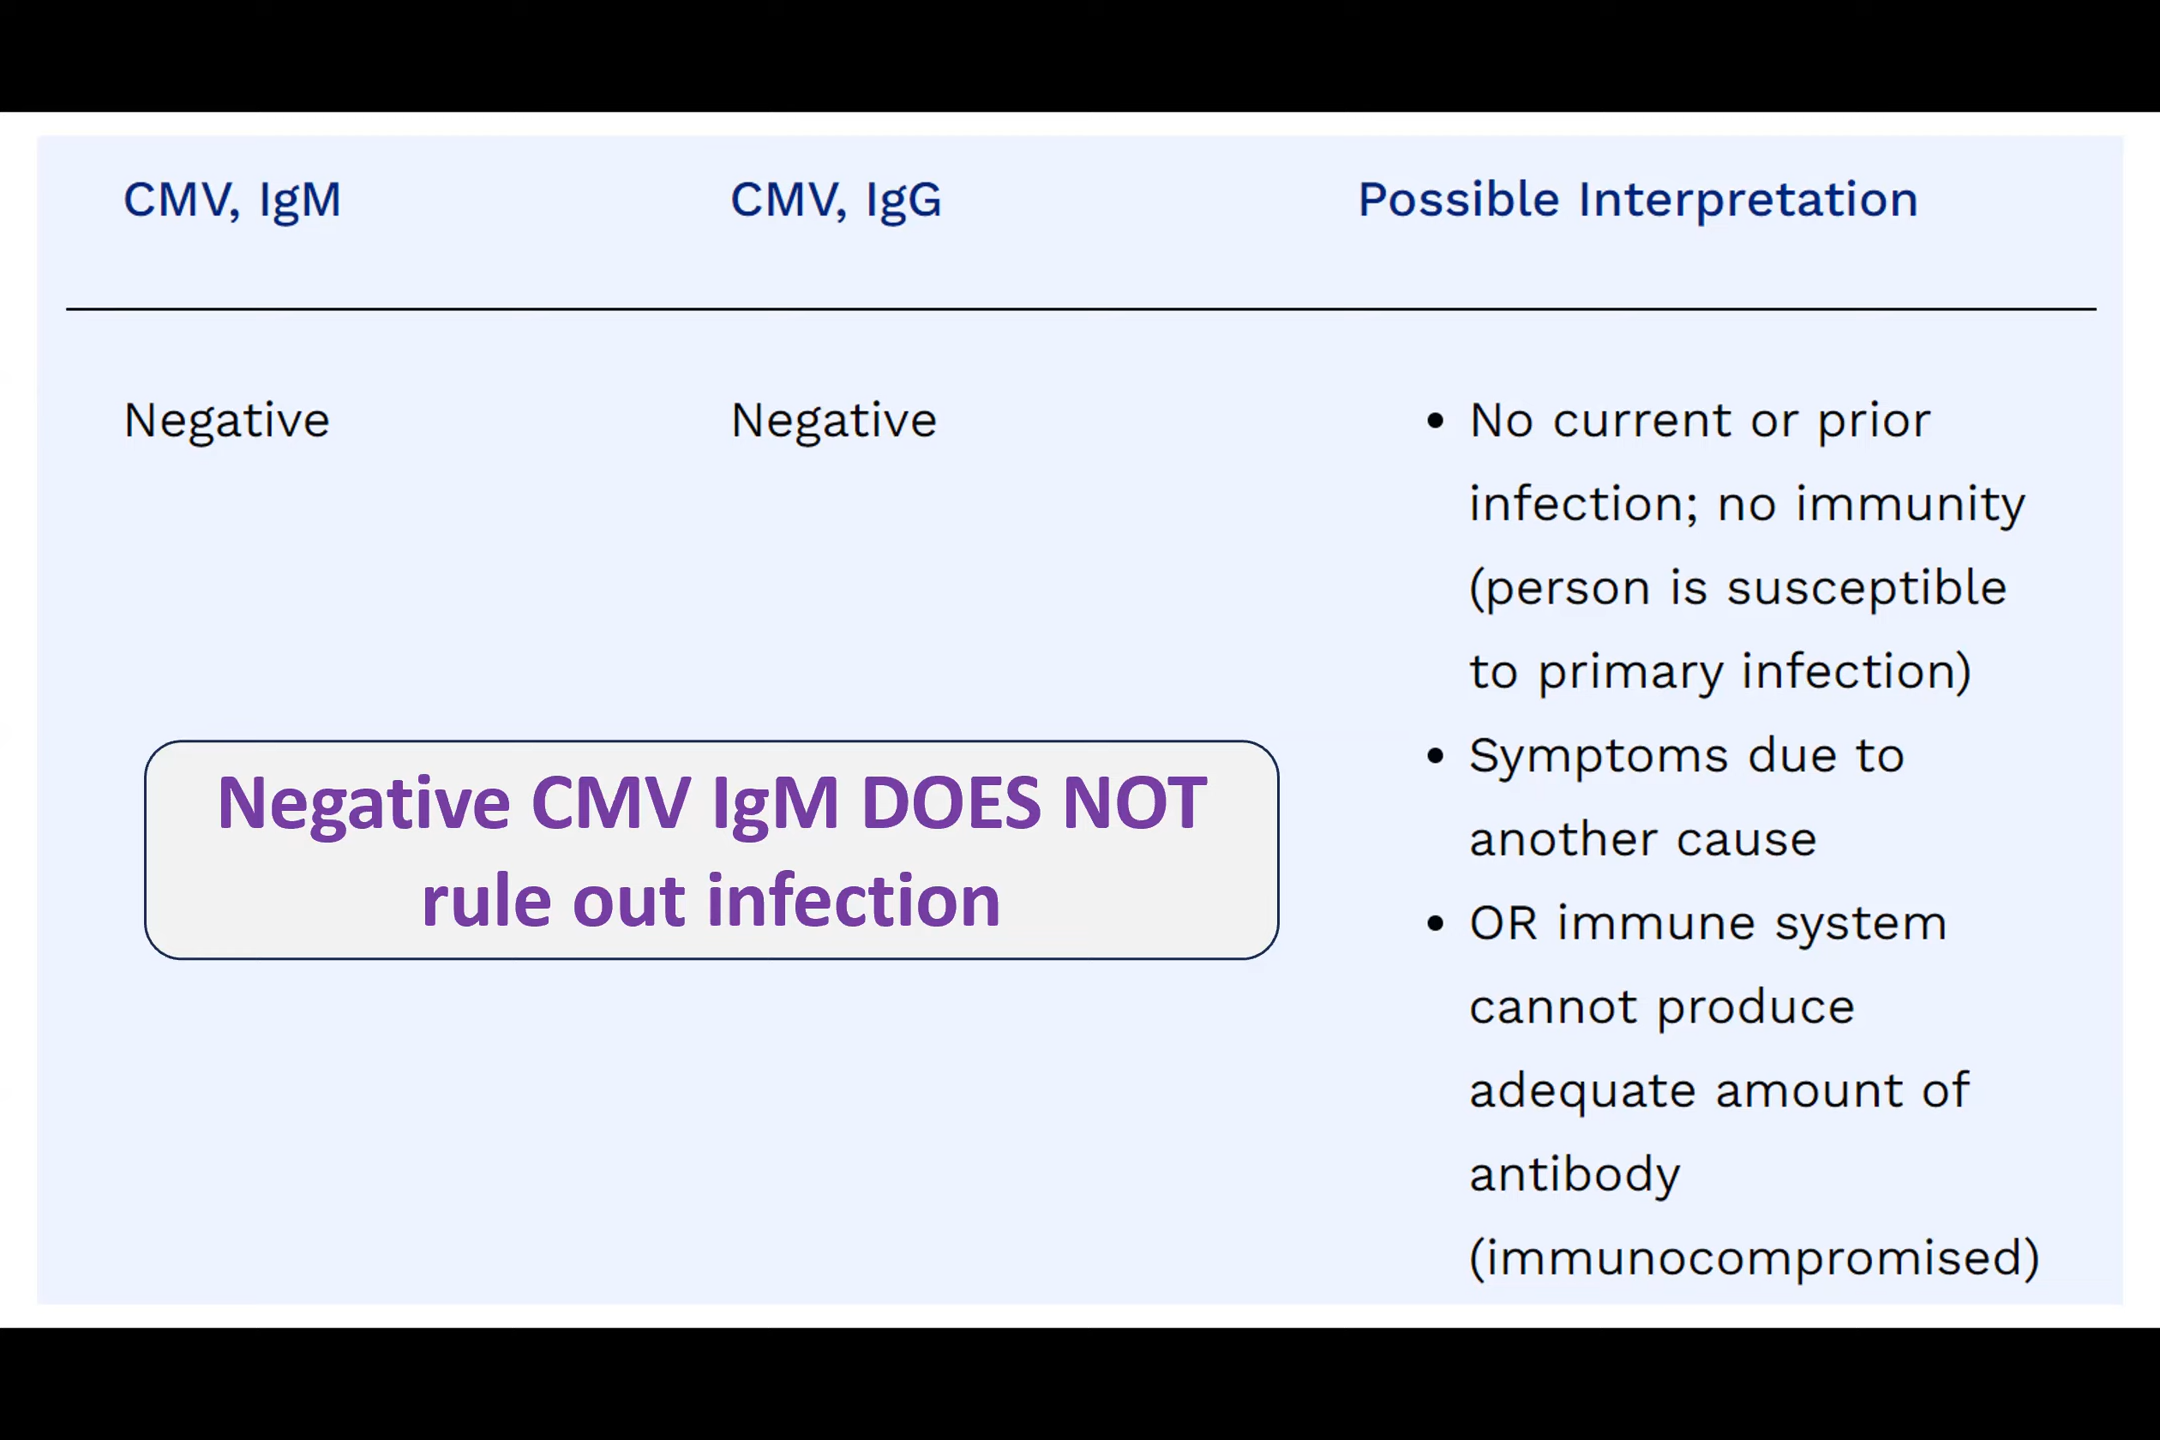 CMV, IgM
CMV, IgG
Possible Interpretation
Negative
Negative
• No current or prior
infection; no immunity
(person is susceptible
to primary infection)
• Symptoms due to
another cause
• OR immune system
cannot produce
adequate amount of
antibody
(immunocompromised)
Negative CMV IgM DOES NOT
rule out infection